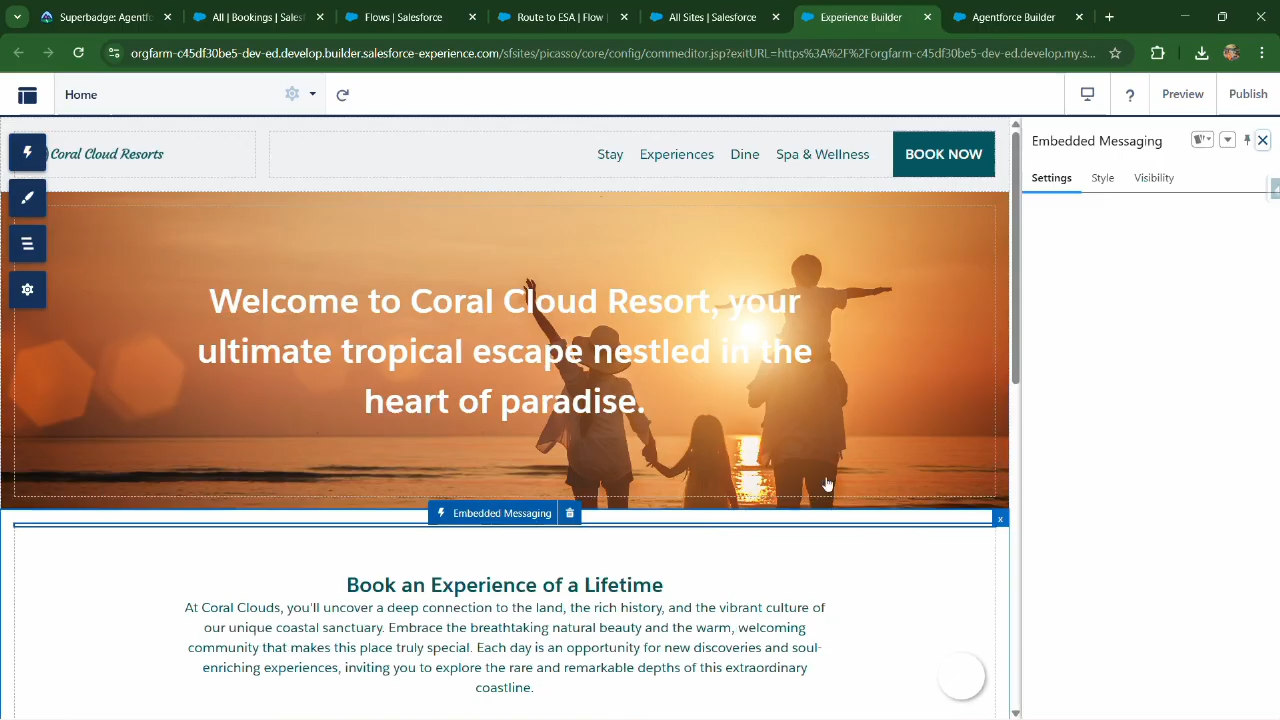 Superbadge: Agentf
All | Bookings | Sales
Flows | Salesforce
Route to ESA | Flow
All Sites | Salesforce
Experience Builder
Agentforce Builder
orgfarm-c45df30be5-dev-ed.develop.builder.salesforce-experience.com/sfsites/picasso/core/config/commeditor.jsp?exitURL=https%3A%2F%2Forgfarm-c45df30be5-dev-ed.develop.my.s...
Home
?
Preview
Publish
Coral Cloud Resorts
Stay
Experiences
Dine
Spa & Wellness
BOOK NOW
Embedded Messaging
Settings
Style
Visibility
Welcome to Coral Cloud Resort, your
ultimate tropical escape nestled in the
heart of paradise.
Embedded Messaging
x
Book an Experience of a Lifetime
At Coral Clouds, you'll uncover a deep connection to the land, the rich history, and the vibrant culture of
our unique coastal sanctuary. Embrace the breathtaking natural beauty and the warm, welcoming
community that makes this place truly special. Each day is an opportunity for new discoveries and soul-
enriching experiences, inviting you to explore the rare and remarkable depths of this extraordinary
coastline.